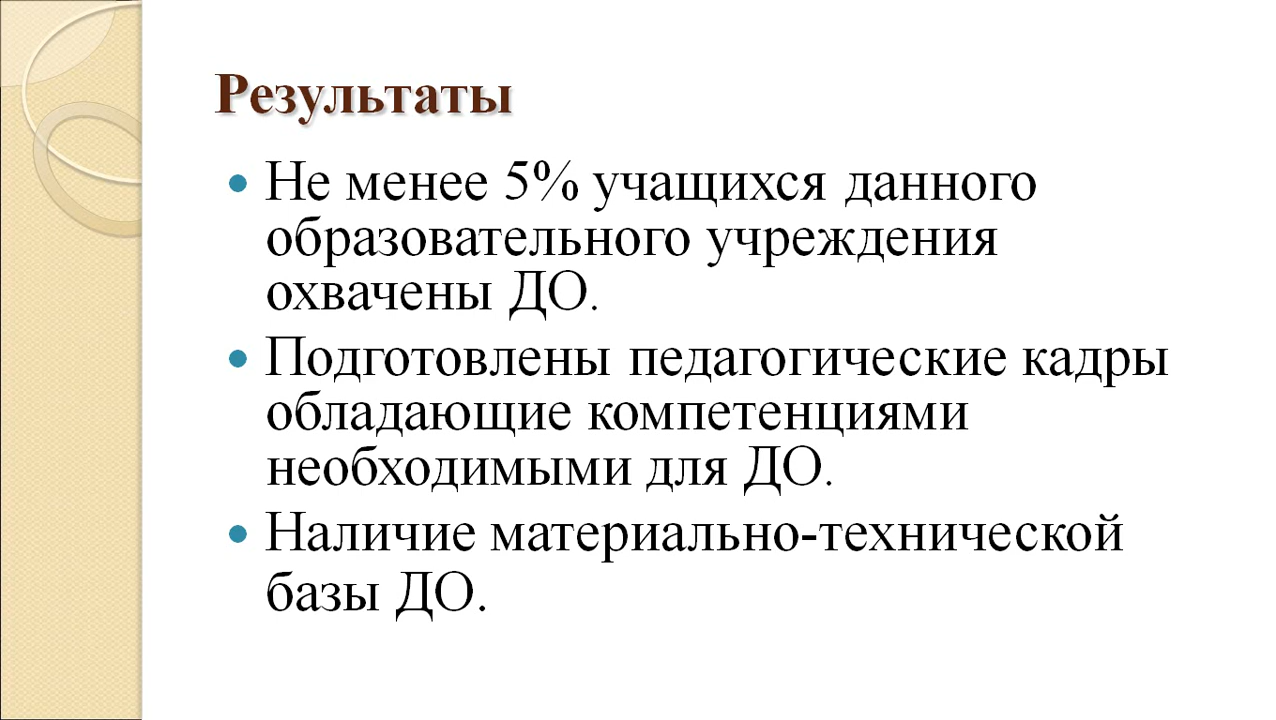 Результаты
• Не менее 5% учащихся данного
образовательного учреждения
охвачены ДО.
• Подготовлены педагогические кадры
обладающие компетенциями
необходимыми для ДО.
• Наличие материально-технической
базы ДО.